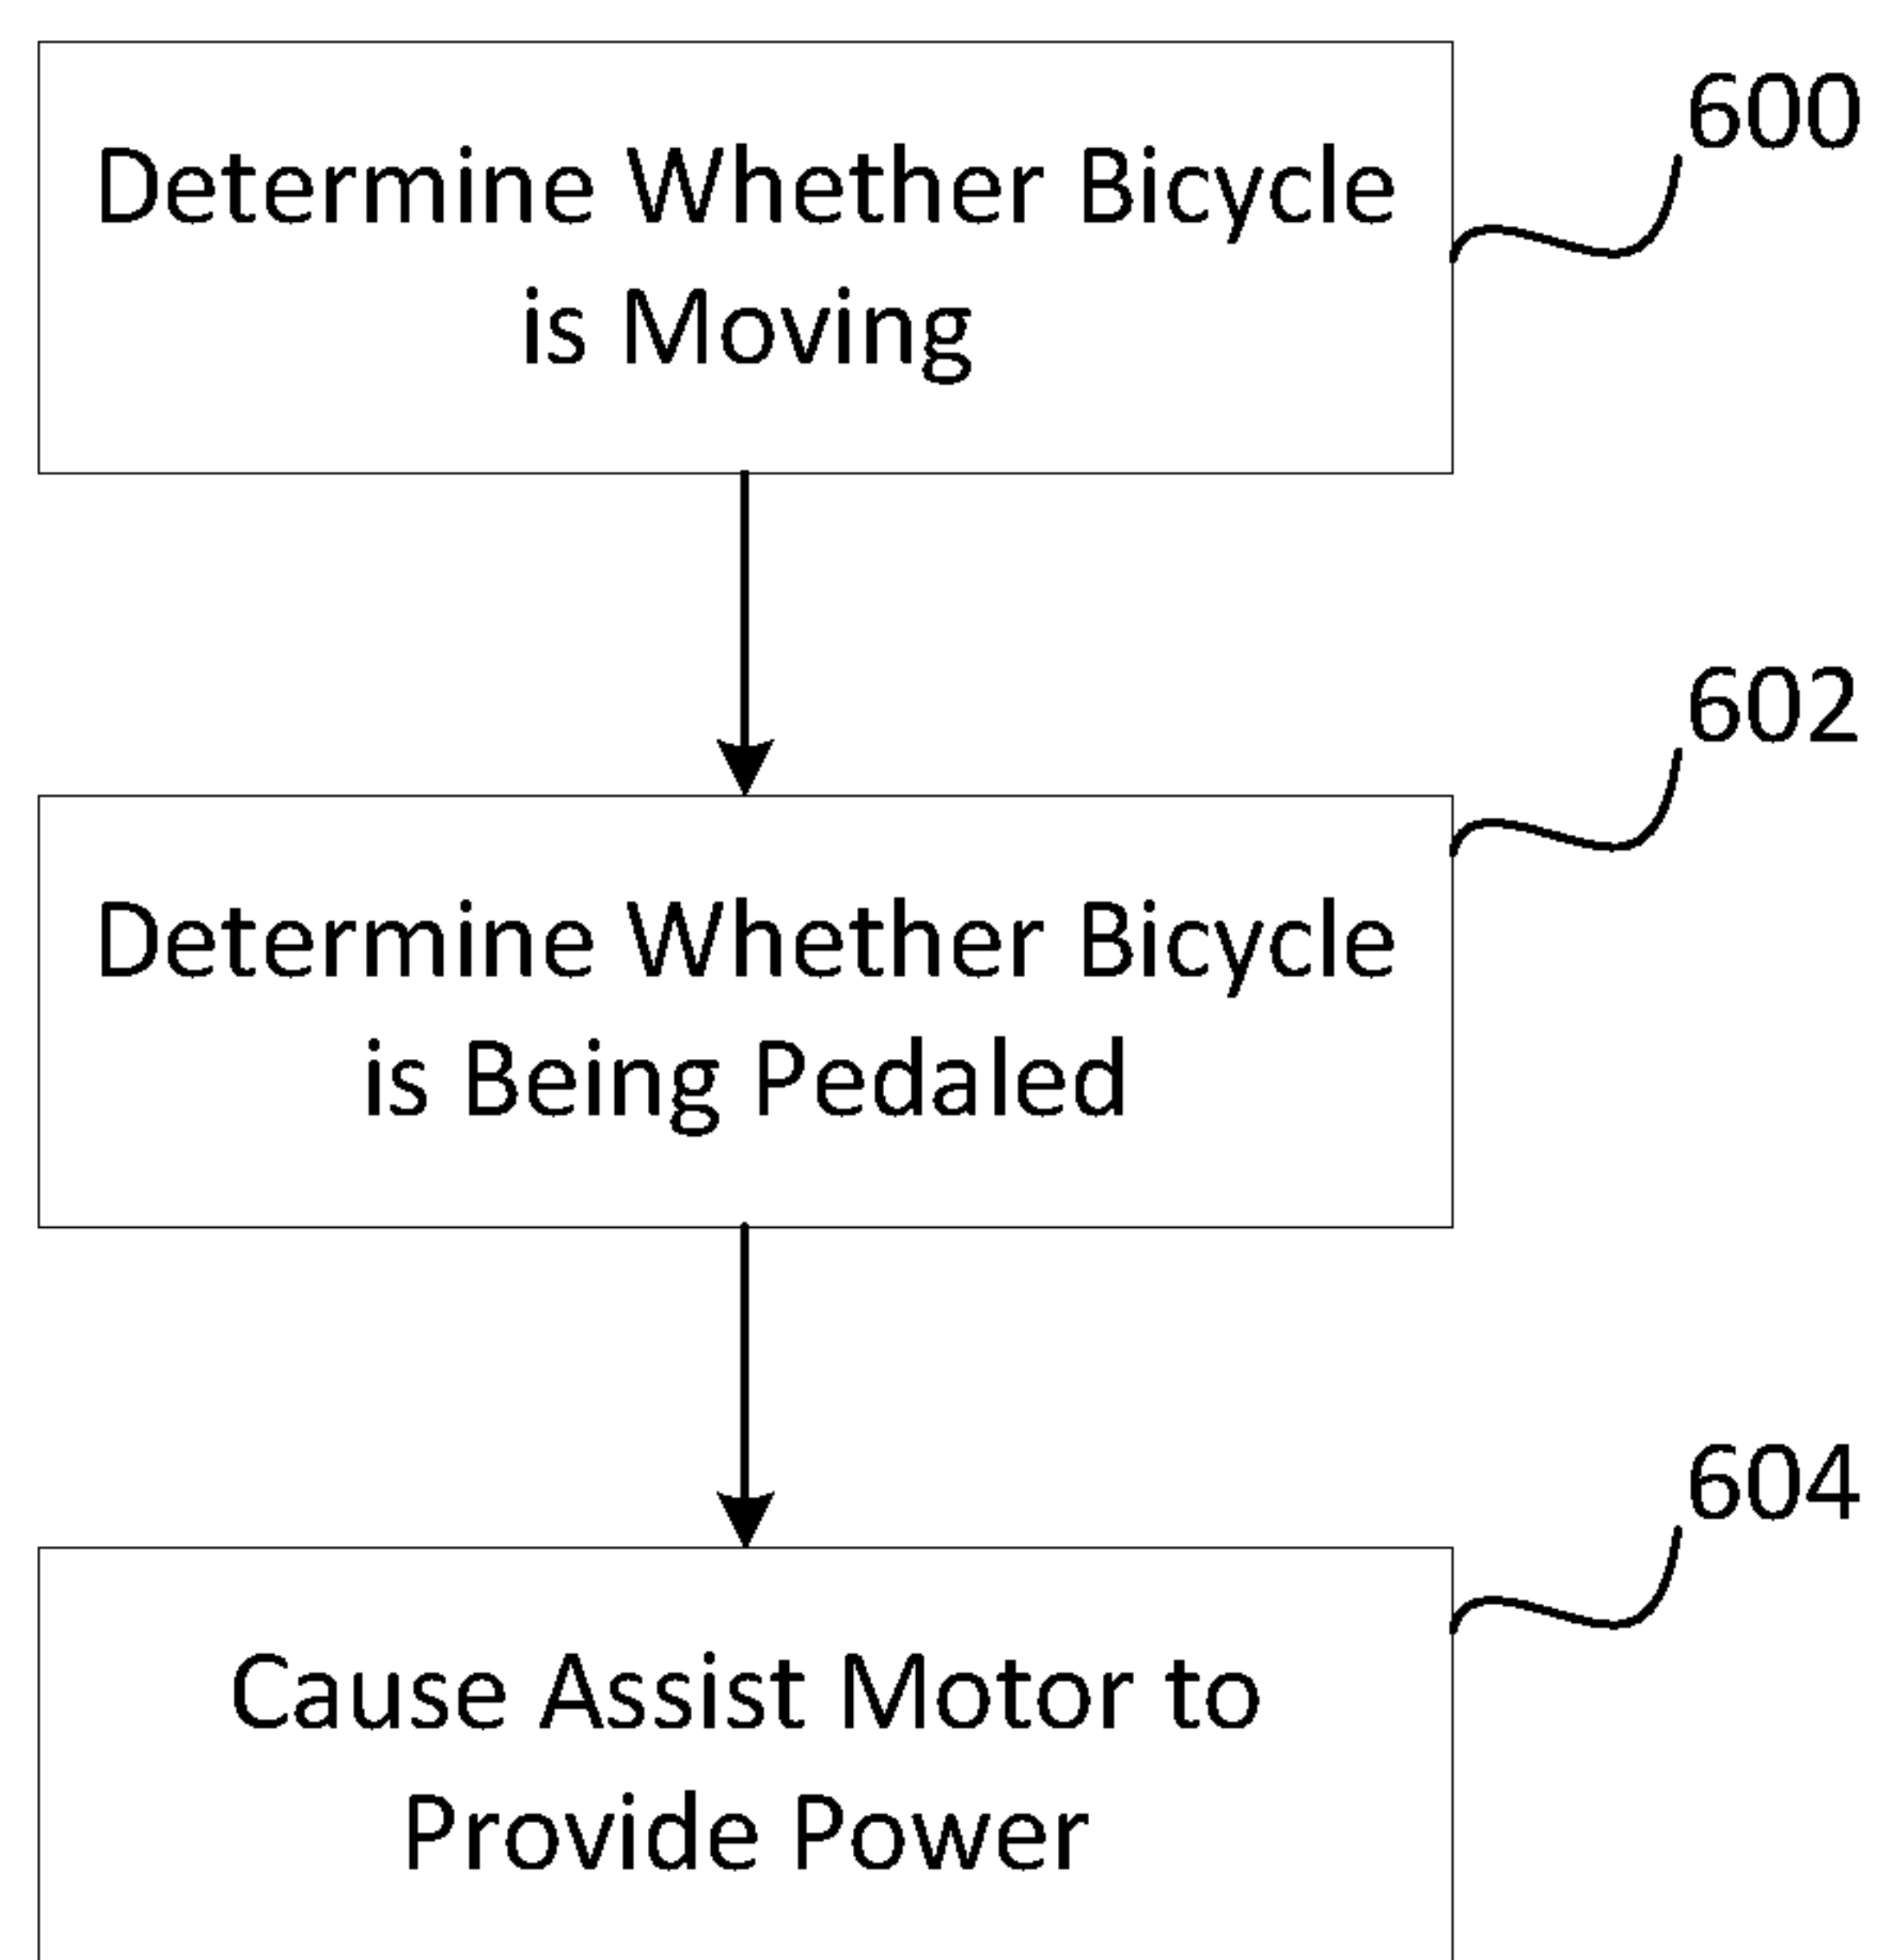 600
Determine Whether Bicycle
is Moving
602
Determine Whether Bicycle
is Being Pedaled
604
Cause Assist Motor to
Provide Power